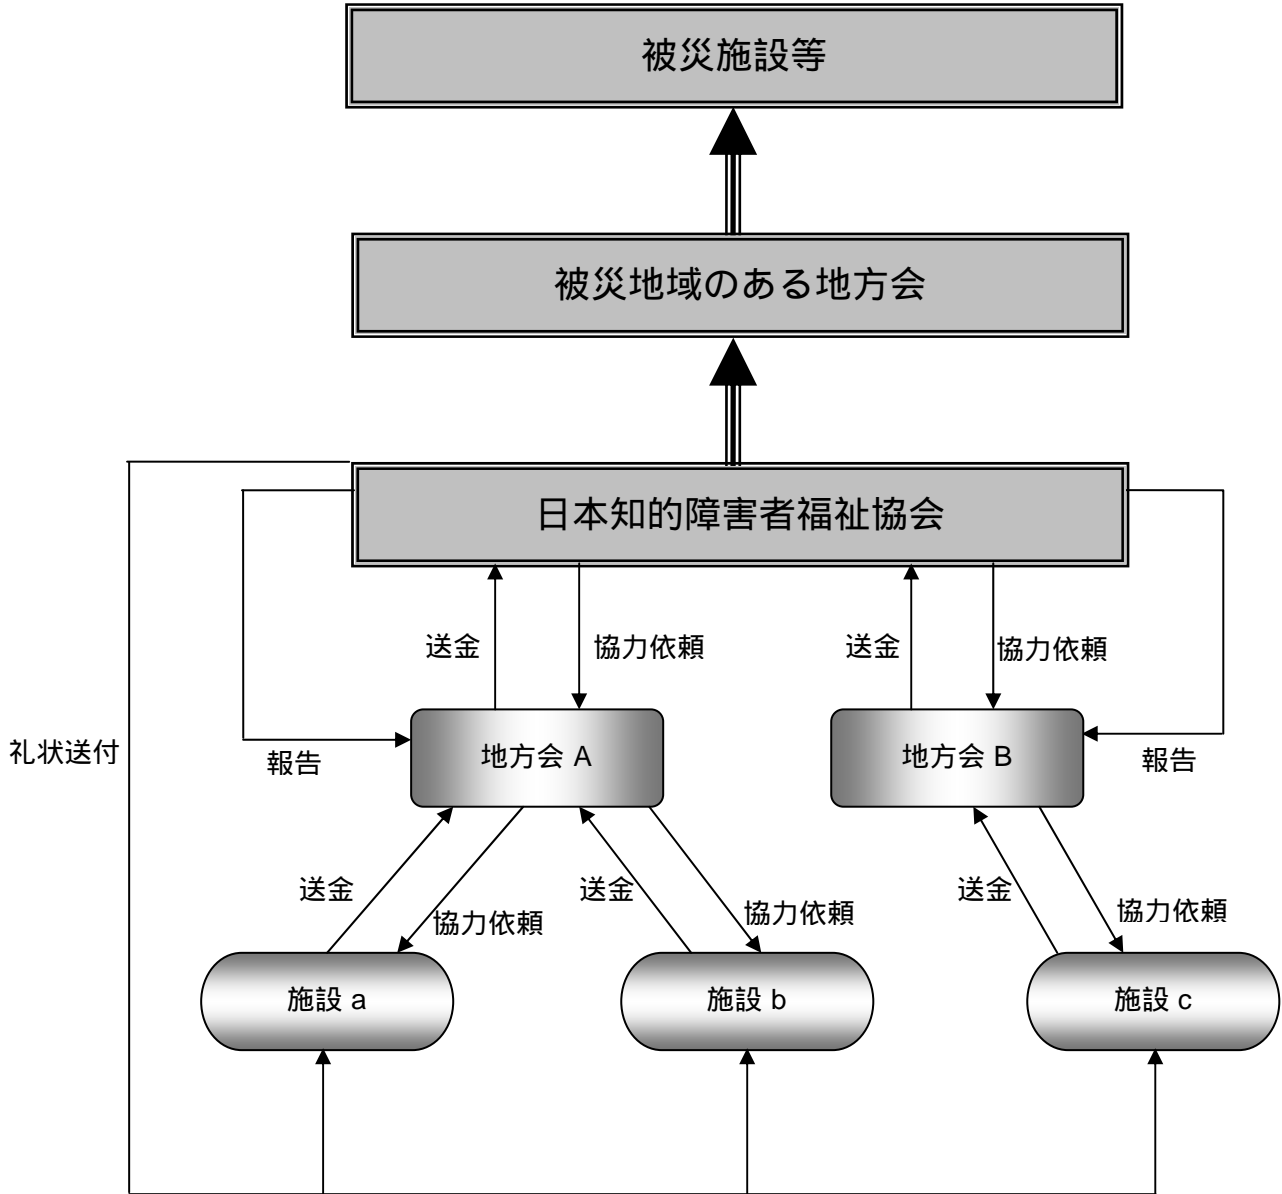 被災施設等
被災地域のある地方会
日本知的障害者福祉協会
送金
協力依頼
送金
協力依頼
礼状送付
報告
地方会 A
地方会 B
報告
送金
協力依頼
送金
協力依頼
送金
協力依頼
施設 a
施設 b
施設 c